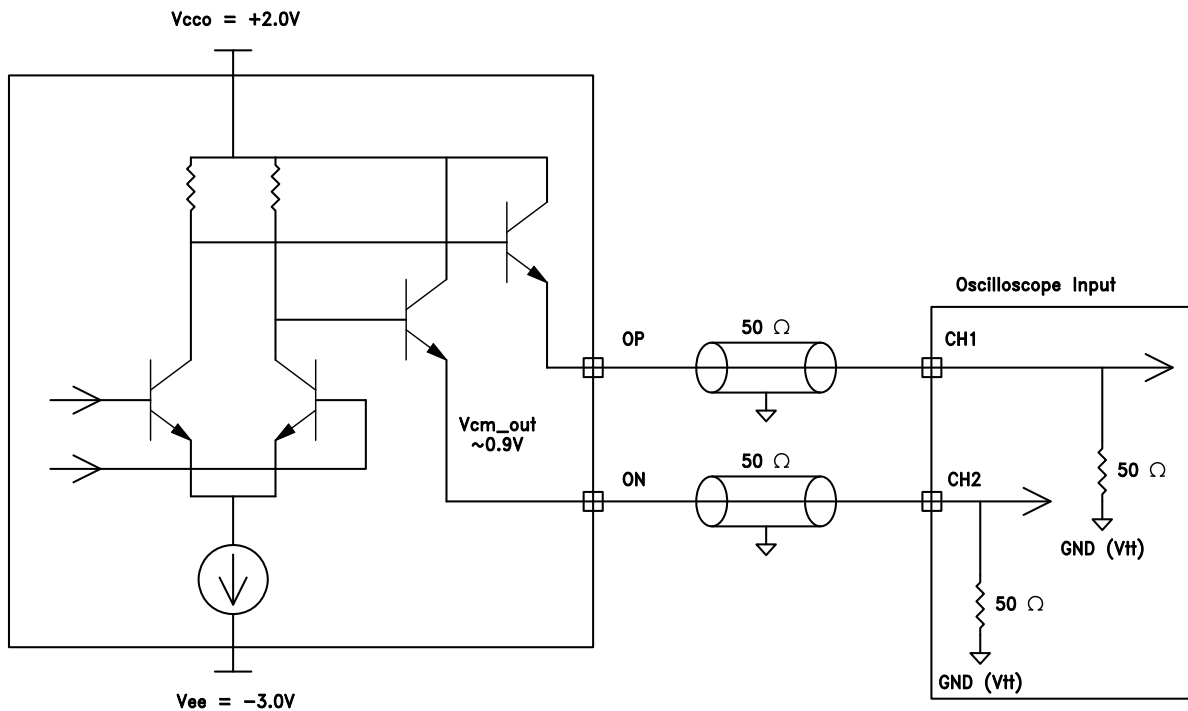 Vcco = +2.0V
Oscilloscope Input
OP
50 Ω
CH1
Vcm_out
~0.9V
50 Ω
ON
50 Ω
CH2
GND (Vtt)
50 Ω
GND (Vtt)
Vee = -3.0V